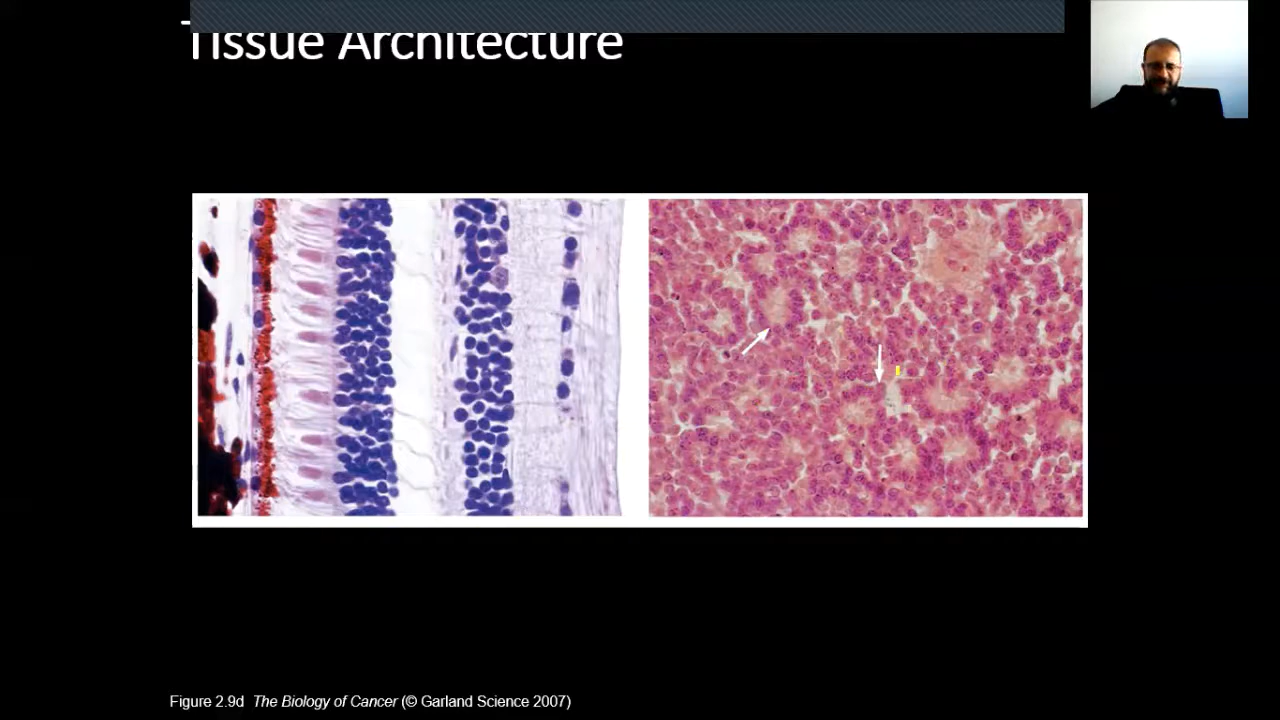 Tissue Architecture
Figure 2.9d The Biology of Cancer (© Garland Science 2007)